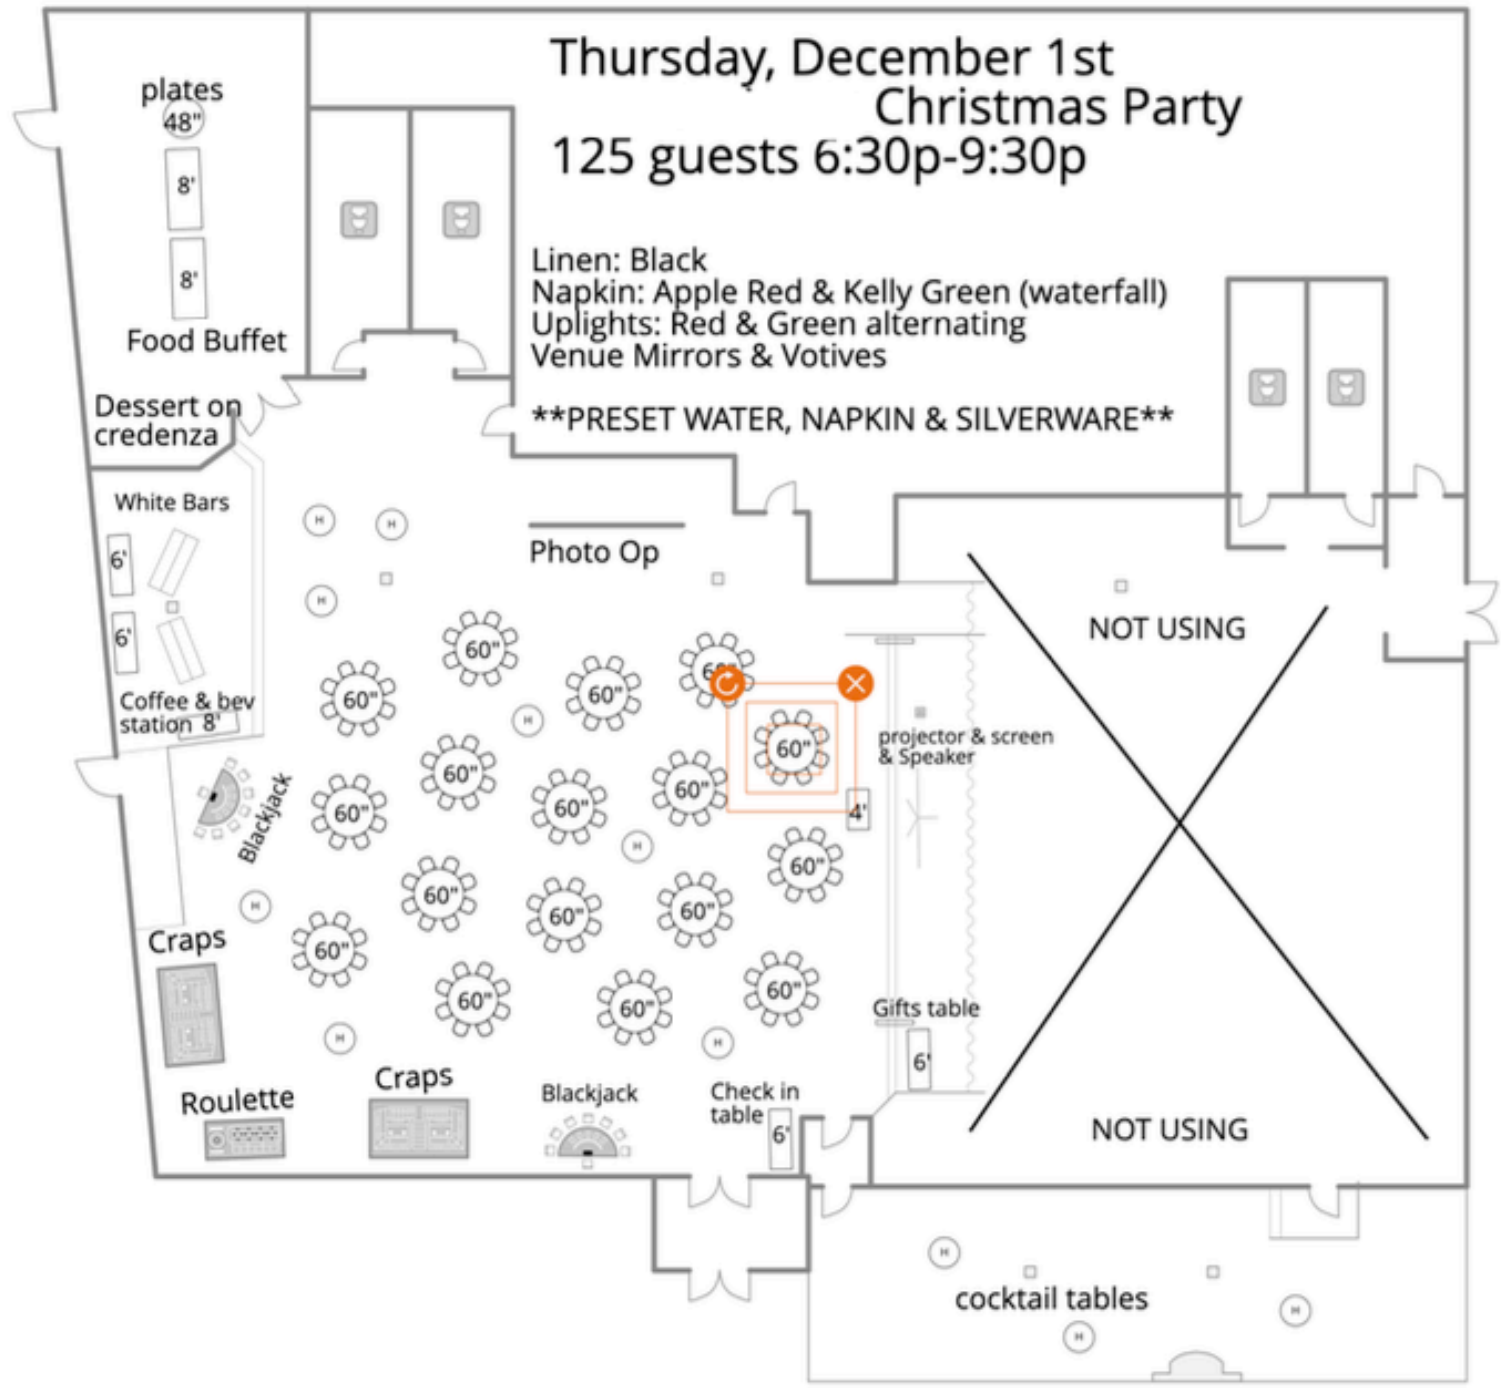 Thursday, December 1st
Christmas Party
125 guests 6:30p-9:30p
plates
48"
8'
8'
Food Buffet
Linen: Black
Napkin: Apple Red & Kelly Green (waterfall)
Uplights: Red & Green alternating
Venue Mirrors & Votives
**PRESET WATER, NAPKIN & SILVERWARE**
Dessert on
credenza
White Bars
6'
6'
Coffee & bev
station 8'
H
H
H
Photo Op
NOT USING
60"
60"
60"
60"
H
60"
projector & screen
& Speaker
60"
60"
60"
60"
4'
Blackjack
H
60"
60"
60"
60"
H
60"
60"
60"
60"
Craps
H
H
Gifts table
6'
Roulette
Craps
Blackjack
Check in
table
6'
NOT USING
H
cocktail tables
H
H